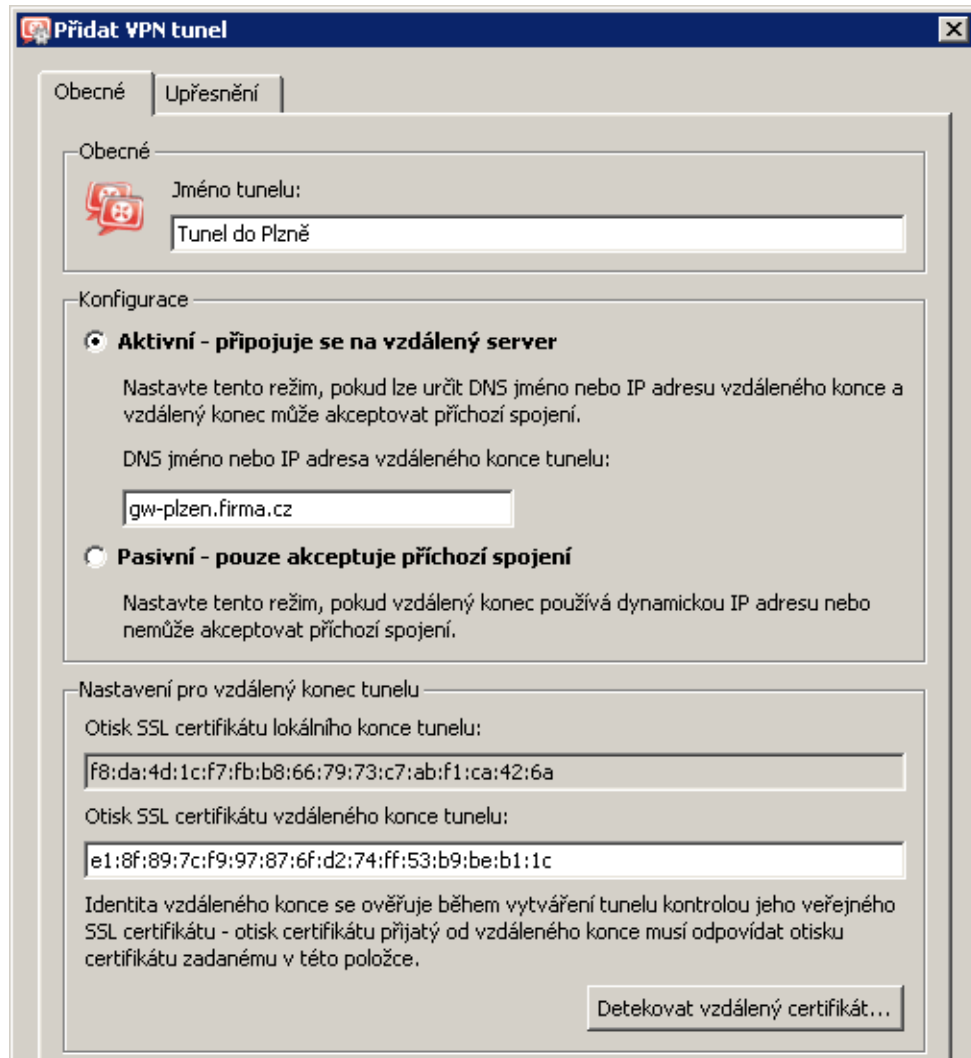 Přidat VPN tunel
Obecné
Upřesnění
Obecné
Jméno tunelu:
Tunel do Plzně
Konfigurace
Aktivní - připojuje se na vzdálený server
Nastavte tento režim, pokud lze určit DNS jméno nebo IP adresu vzdáleného konce a
vzdálený konec může akceptovat příchozí spojení.
DNS jméno nebo IP adresa vzdáleného konce tunelu:
gw-plzen.firma.cz
Pasivní - pouze akceptuje příchozí spojení
Nastavte tento režim, pokud vzdálený konec používá dynamickou IP adresu nebo
nemůže akceptovat příchozí spojení.
Nastavení pro vzdálený konec tunelu
Otisk SSL certifikátu lokálního konce tunelu:
f8:da:4d:1c:f7:fb:b8:66:79:73:c7:ab:f1:ca:42:6a
Otisk SSL certifikátu vzdáleného konce tunelu:
e1:8f:89:7c:f9:97:87:6f:d2:74:ff:53:b9:be:b1:1c
Identita vzdáleného konce se ověřuje během vytváření tunelu kontrolou jeho veřejného
SSL certifikátu - otisk certifikátu přijatý od vzdáleného konce musí odpovídat otisku
certifikátu zadanému v této položce.
Detekovat vzdálený certifikát...